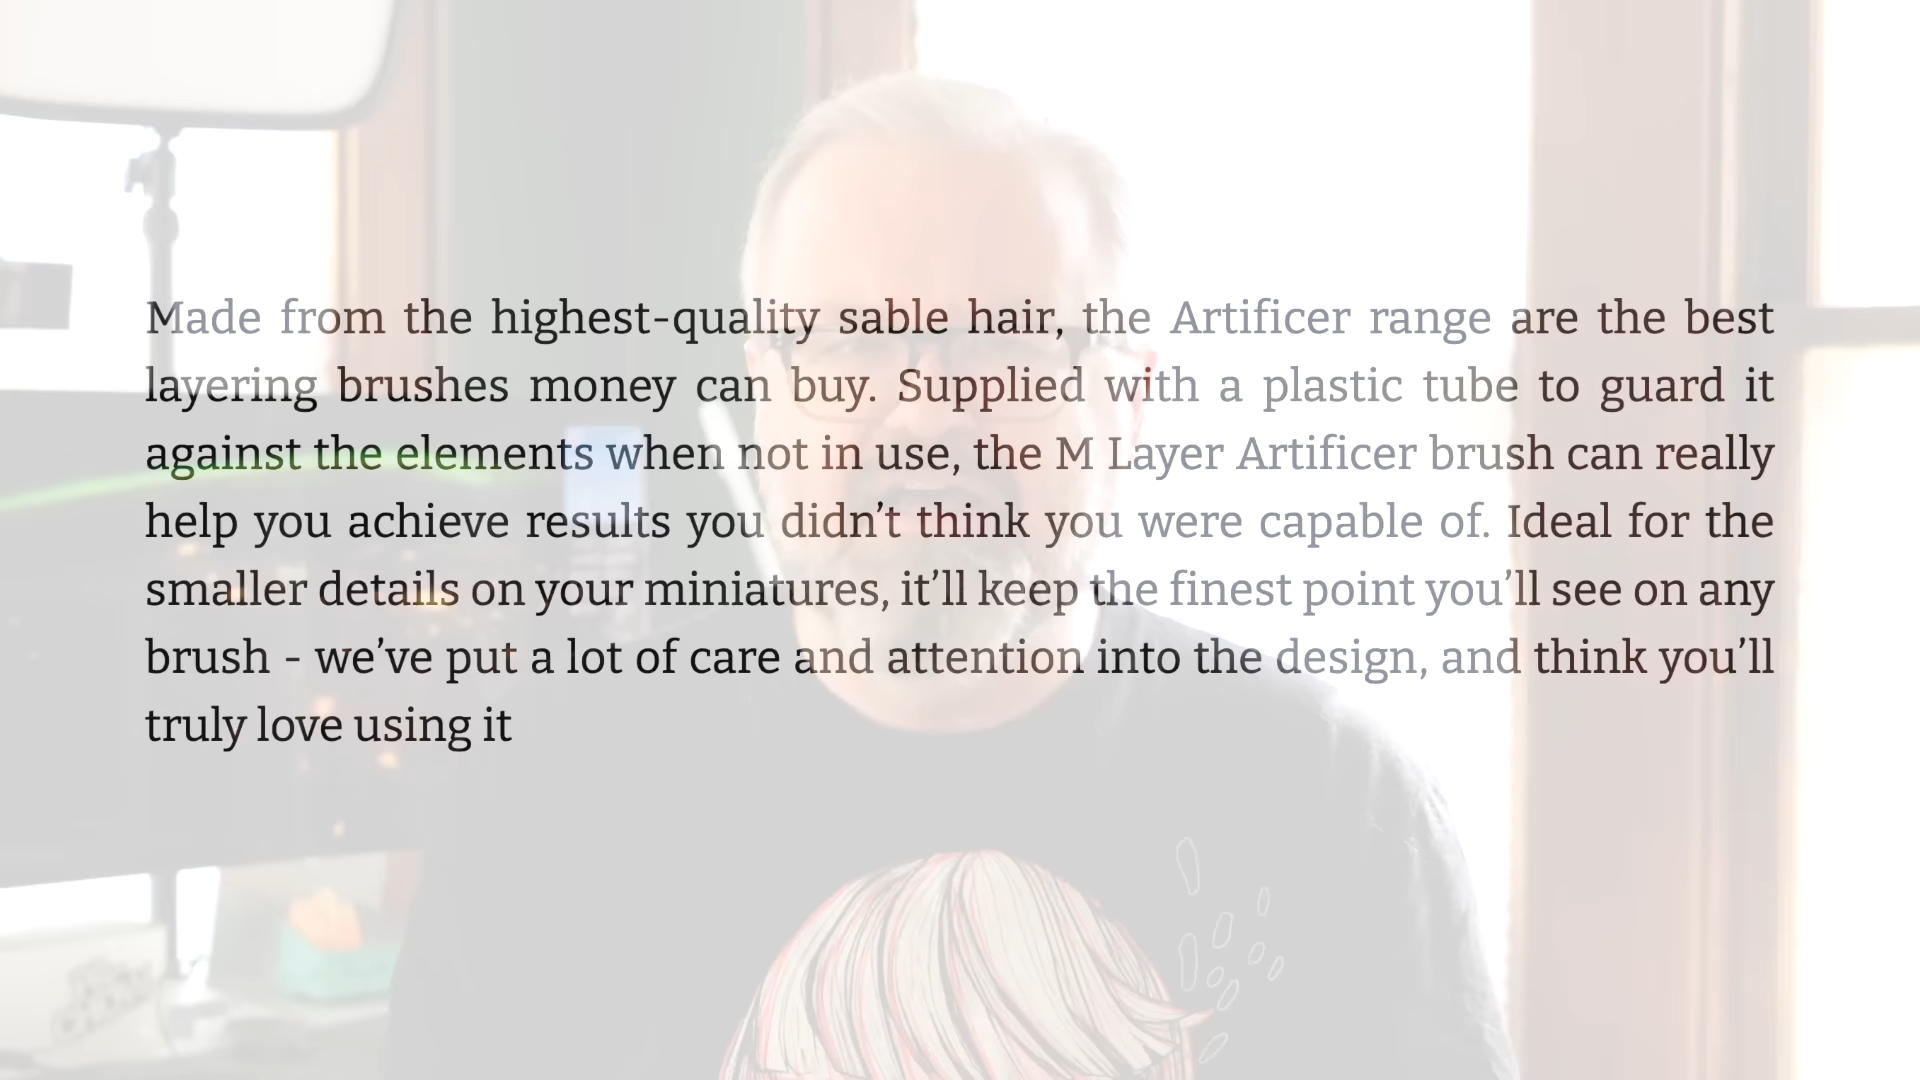 Made from the highest-quality sable hair, the Artificer range are the best
layering brushes money can buy. Supplied with a plastic tube to guard it
against the elements when not in use, the M Layer Artificer brush can really
help you achieve results you didn’t think you were capable of. Ideal for the
smaller details on your miniatures, it’ll keep the finest point you’ll see on any
brush - we’ve put a lot of care and attention into the design, and think you’ll
truly love using it